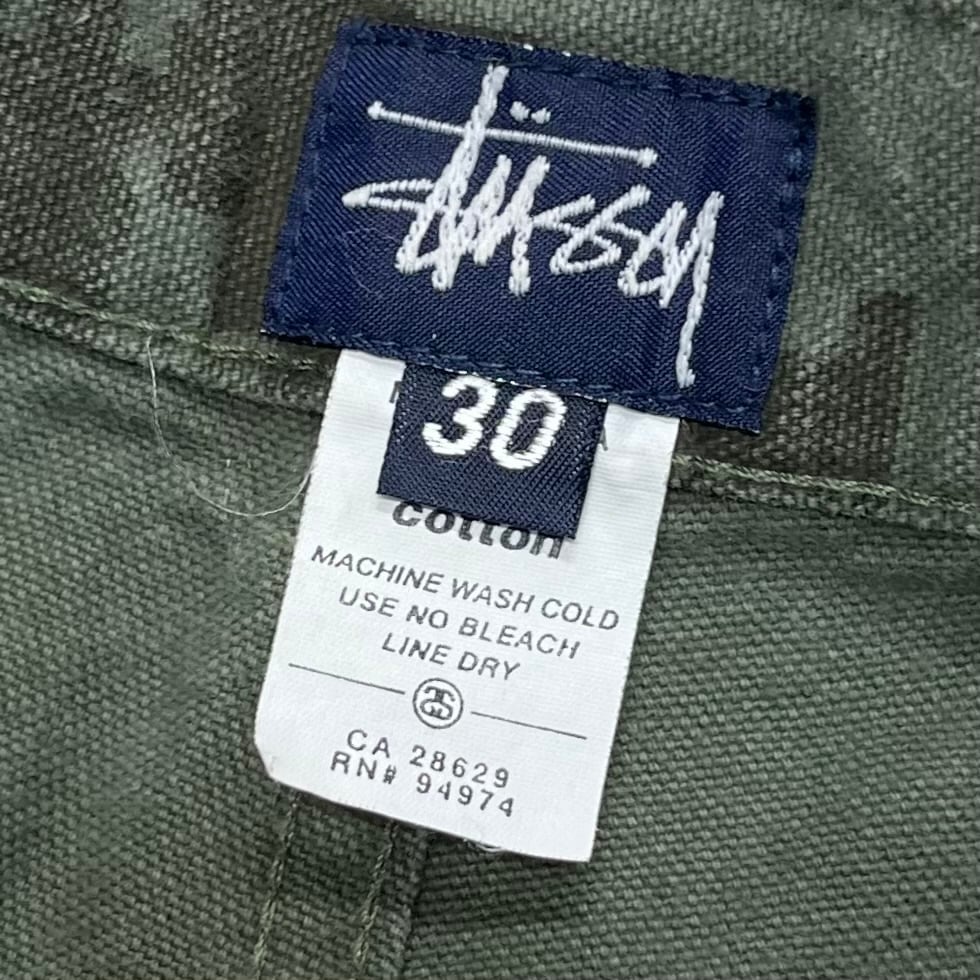 Stüssy
30
cotton
MACHINE WASH COLD
USE NO BLEACH
LINE DRY
CA 28629
RN# 94974